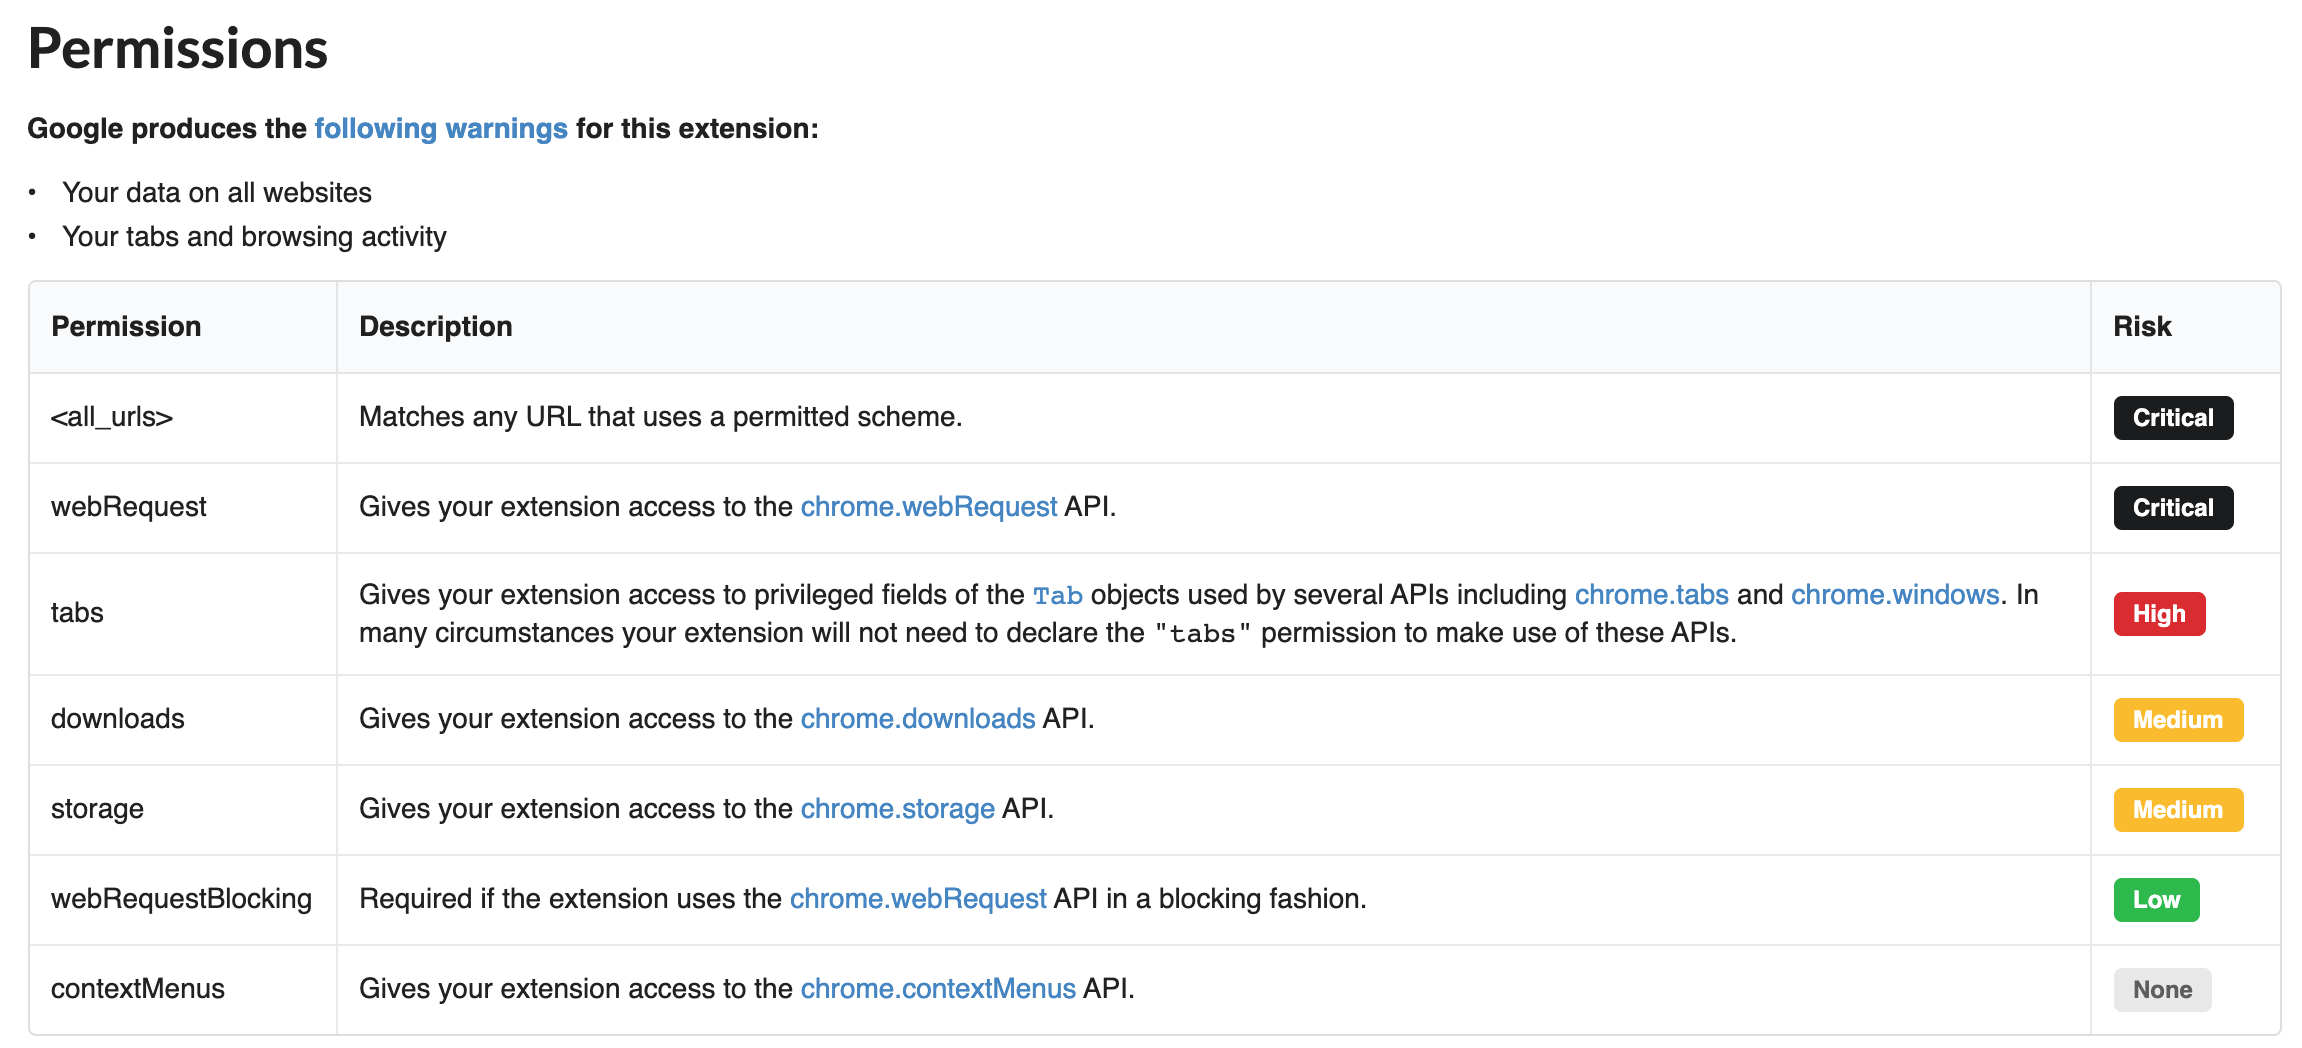 Permissions
Google produces the following warnings for this extension:
• Your data on all websites
• Your tabs and browsing activity
Permission Description Risk
<all_urls> Matches any URL that uses a permitted scheme. Critical
webRequest Gives your extension access to the chrome.webRequest API. Critical
tabs Gives your extension access to privileged fields of the Tab objects used by several APIs including chrome.tabs and chrome.windows. In
many circumstances your extension will not need to declare the "tabs" permission to make use of these APIs. High
downloads Gives your extension access to the chrome.downloads API. Medium
storage Gives your extension access to the chrome.storage API. Medium
webRequestBlocking Required if the extension uses the chrome.webRequest API in a blocking fashion. Low
contextMenus Gives your extension access to the chrome.contextMenus API. None